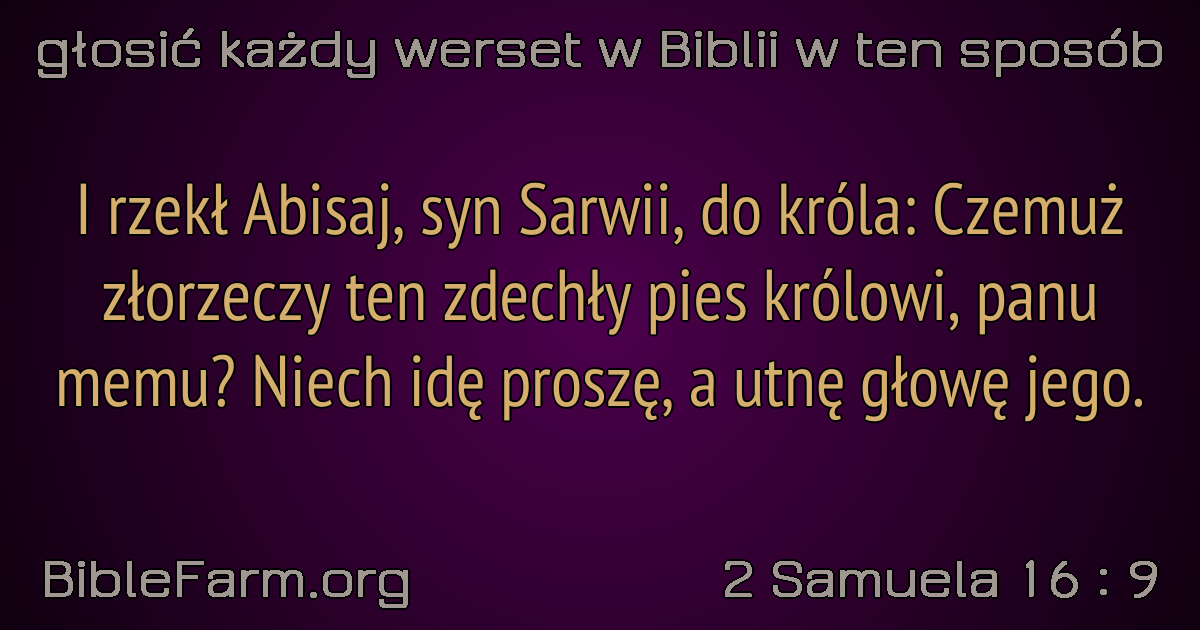 głosić każdy werset w Biblii w ten sposób
I rzekł Abisaj, syn Sarwii, do króla: Czemuż
złorzeczy ten zdechły pies królowi, panu
memu? Niech idę proszę, a utnę głowę jego.
BibleFarm.org
2 Samuela 16 : 9